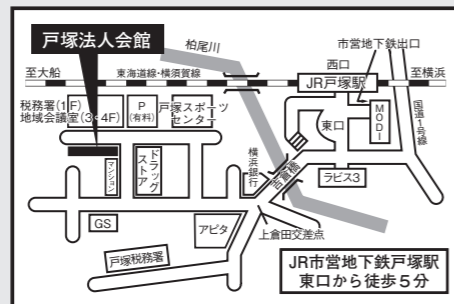 戸塚法人会館
柏尾川
市営地下鉄出口
西口
至大船
東海道線・横須賀線
JR戸塚駅
至横浜
税務署(1F)
地域会議室(3・4F)
P
(有料)
戸塚スポーツ
センター
東口
MODI
国道1号線
マンション
ドラッグ
ストア
横浜銀行
吉倉橋
ラピス3
GS
アピタ
上倉田交差点
戸塚税務署
JR市営地下鉄戸塚駅
東口から徒歩5分